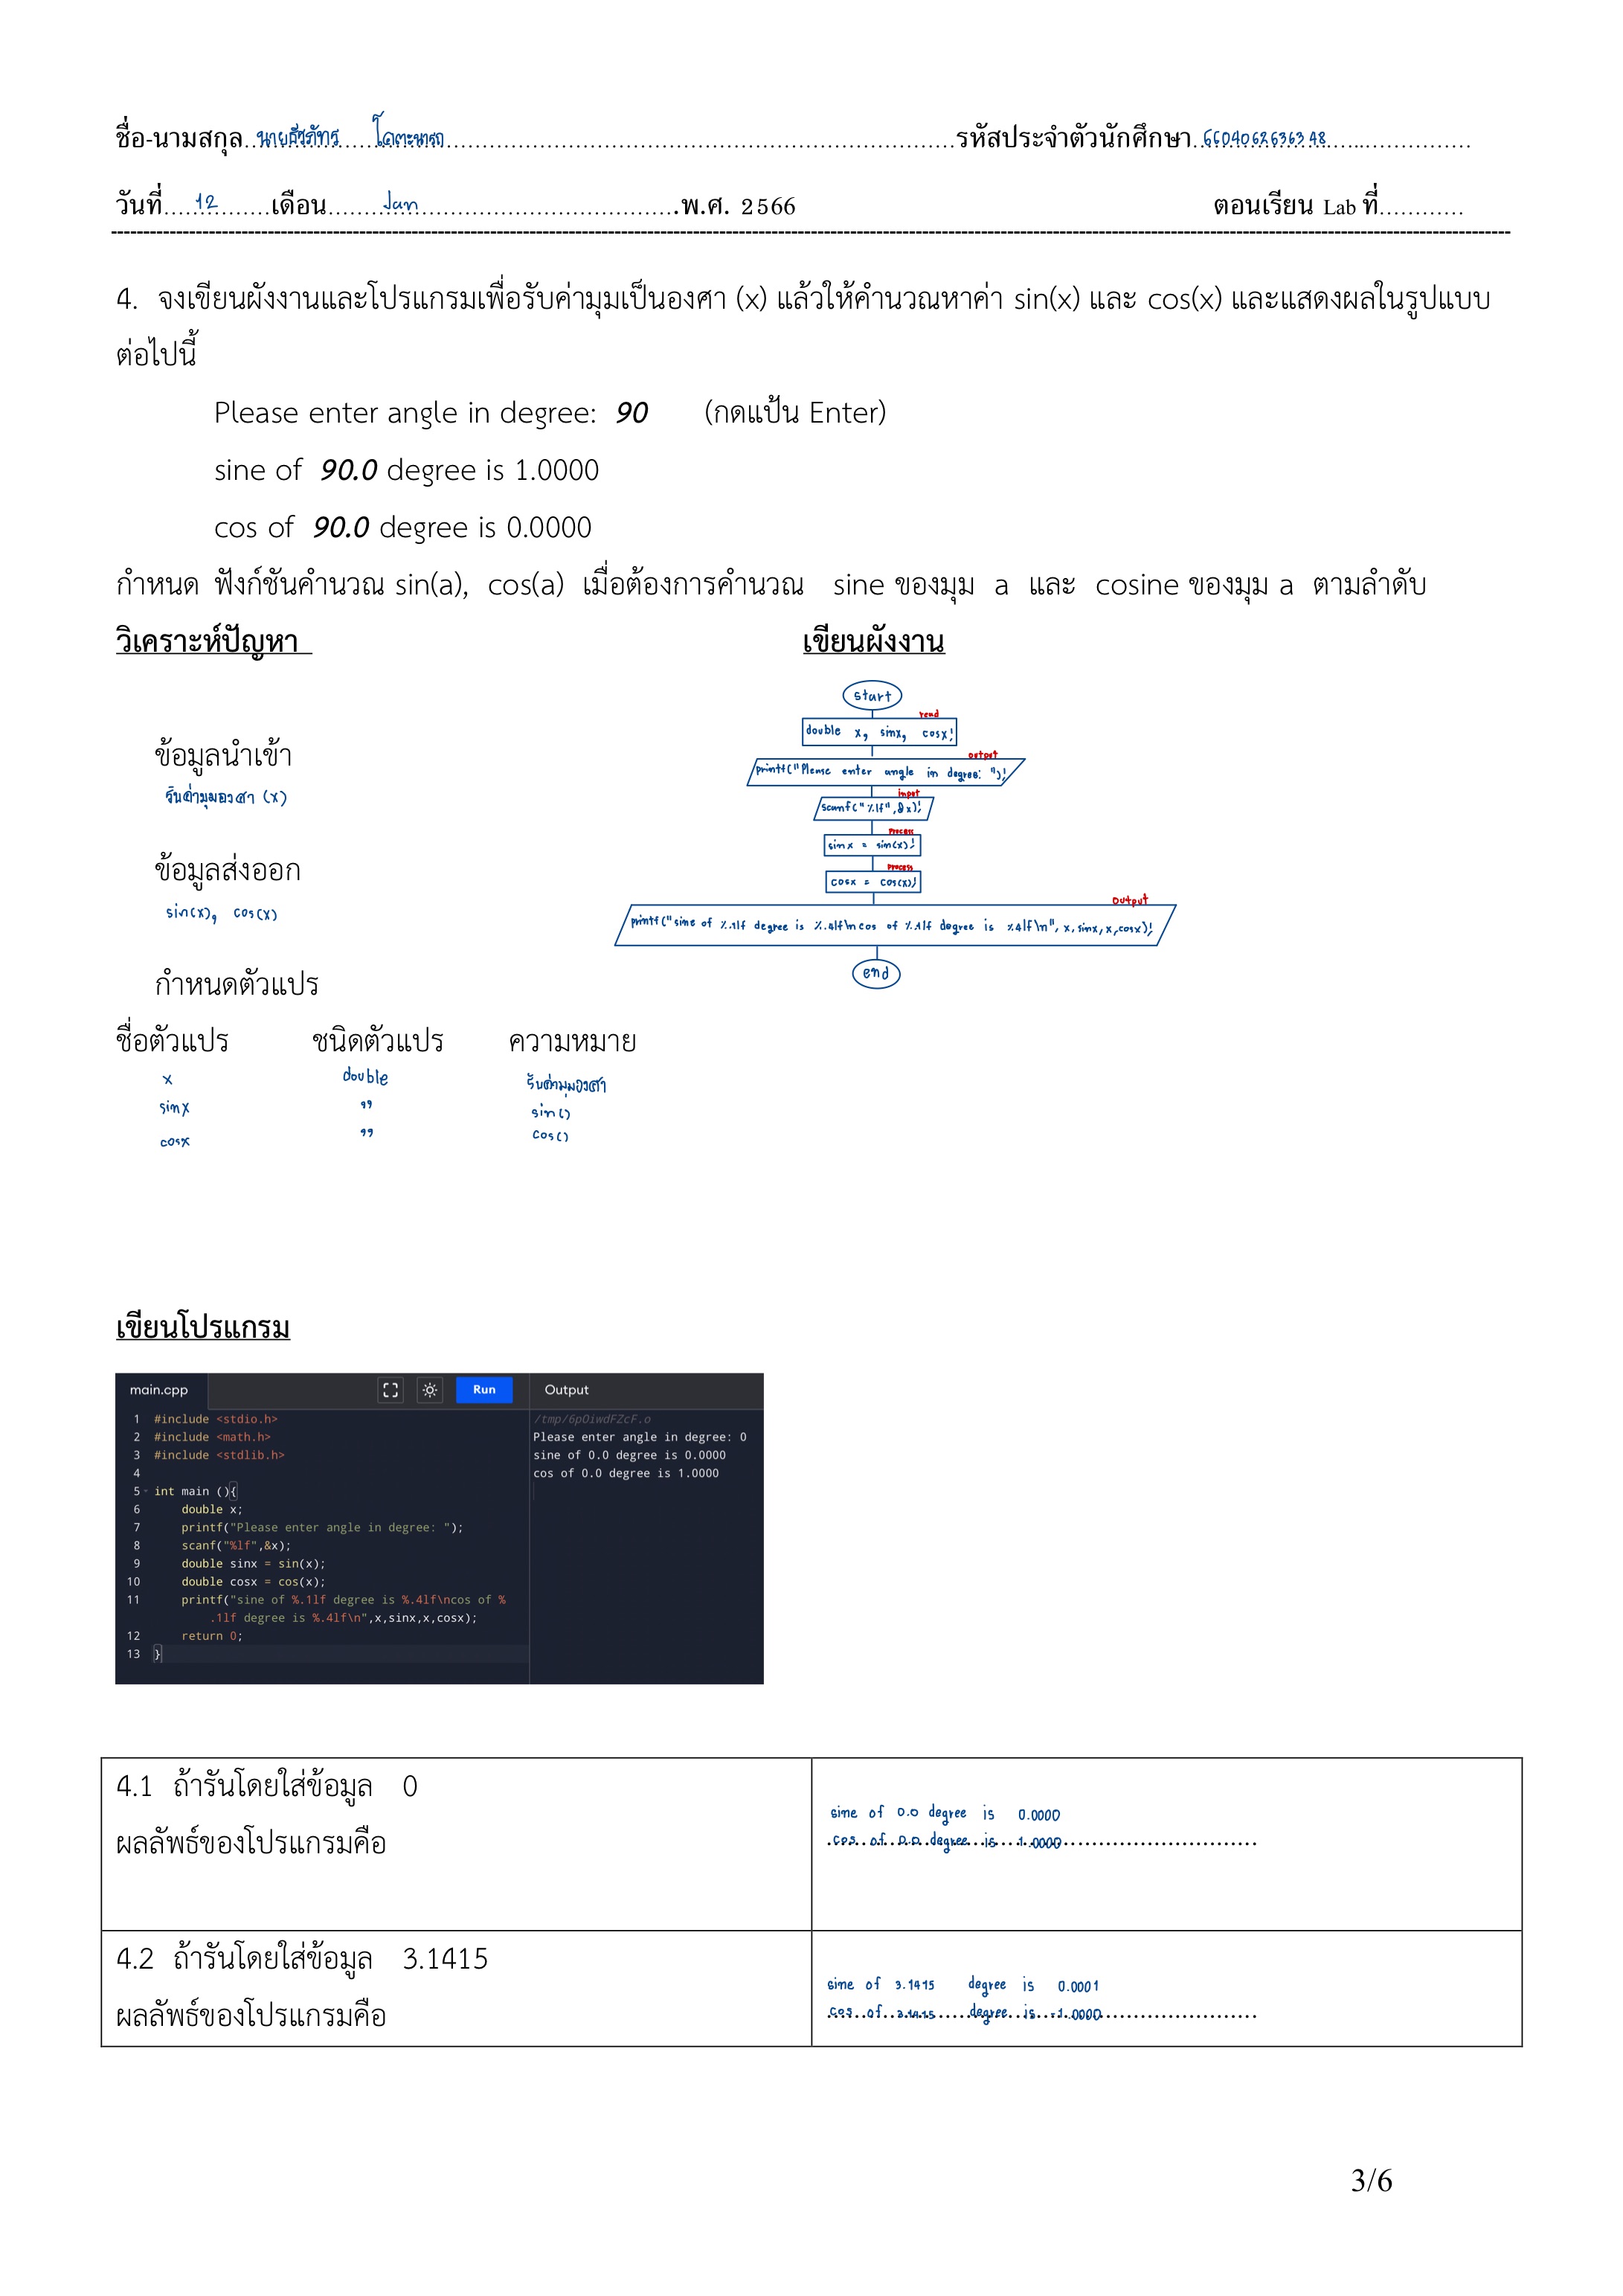 ชื่อ-นามสกุล นายธีรภัทร โคตะนารถ รหัสประจำตัวนักศึกษา 6604062636348
วันที่ 12 เดือน Jan พ.ศ. 2566 ตอนเรียน Lab ที่
4. จงเขียนผังงานและโปรแกรมเพื่อรับค่ามุมเป็นองศา (x) แล้วให้คำนวณหาค่า sin(x) และ cos(x) และแสดงผลในรูปแบบ
ต่อไปนี้
Please enter angle in degree: 90 (กดแป้น Enter)
sine of 90.0 degree is 1.0000
cos of 90.0 degree is 0.0000
กำหนด ฟังก์ชันคำนวณ sin(a), cos(a) เมื่อต้องการคำนวณ sine ของมุม a และ cosine ของมุม a ตามลำดับ
วิเคราะห์ปัญหา
ข้อมูลนำเข้า
รับค่ามุมองศา (x)
ข้อมูลส่งออก
sin(x), cos(x)
กำหนดตัวแปร
ชื่อตัวแปร ชนิดตัวแปร ความหมาย
x double รับค่ามุมองศา
sinx " sin()
cosx " cos()
เขียนผังงาน
start
read
double x, sinx, cosx;
output
printf("Please enter angle in degree: ");
input
scanf("%lf",&x);
Process
sinx = sin(x);
Process
cosx = cos(x);
output
printf("sine of %.1lf degree is %.4lf\ncos of %.1lf degree is %4lf\n", x,sinx,x,cosx);
end
เขียนโปรแกรม
main.cpp Run
1 #include <stdio.h>
2 #include <math.h>
3 #include <stdlib.h>
4
5 int main (){
6 double x;
7 printf("Please enter angle in degree: ");
8 scanf("%lf",&x);
9 double sinx = sin(x);
10 double cosx = cos(x);
11 printf("sine of %.1lf degree is %.4lf\ncos of %
.1lf degree is %.4lf\n",x,sinx,x,cosx);
12 return 0;
13 }
Output
/tmp/6pOiwdFZcF.o
Please enter angle in degree: 0
sine of 0.0 degree is 0.0000
cos of 0.0 degree is 1.0000
4.1 ถ้ารันโดยใส่ข้อมูล 0
ผลลัพธ์ของโปรแกรมคือ
sine of 0.0 degree is 0.0000
cos of 0.0 degree is 1.0000
4.2 ถ้ารันโดยใส่ข้อมูล 3.1415
ผลลัพธ์ของโปรแกรมคือ
sine of 3.1415 degree is 0.0001
cos of 3.1415 degree is -1.0000
3/6